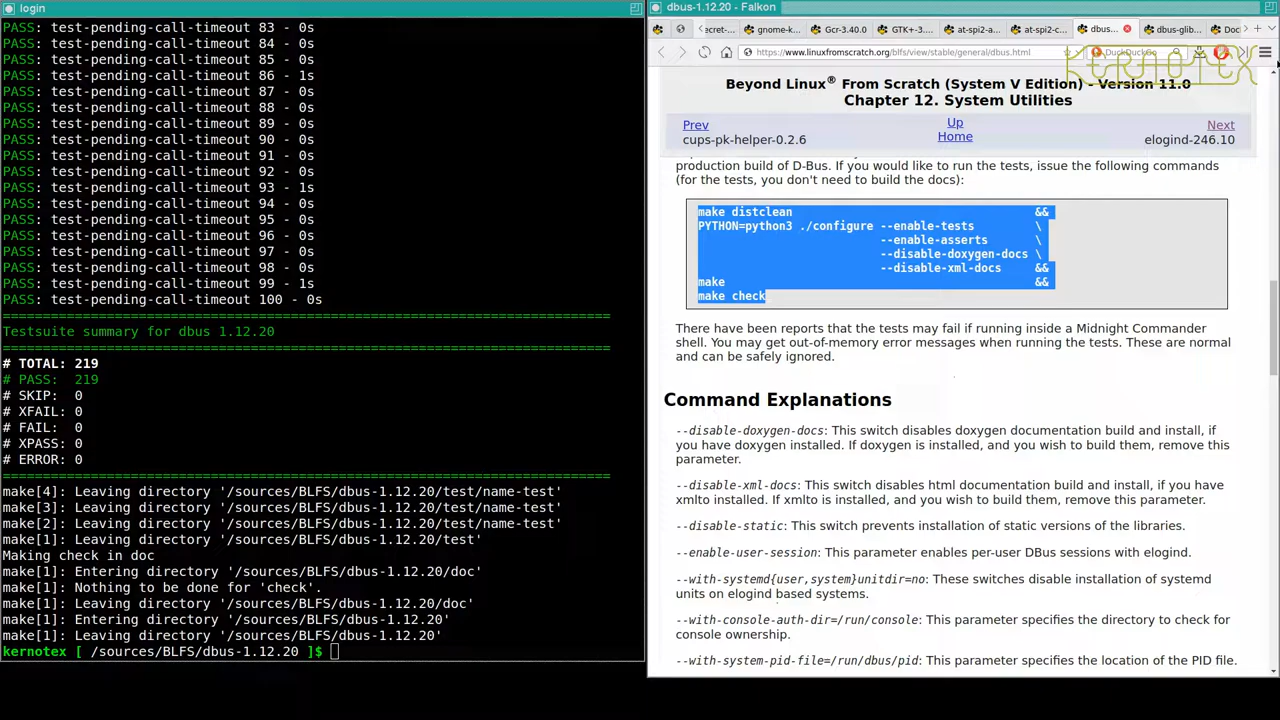 login
PASS: test-pending-call-timeout 83 - 0s
PASS: test-pending-call-timeout 84 - 0s
PASS: test-pending-call-timeout 85 - 0s
PASS: test-pending-call-timeout 86 - 1s
PASS: test-pending-call-timeout 87 - 0s
PASS: test-pending-call-timeout 88 - 0s
PASS: test-pending-call-timeout 89 - 0s
PASS: test-pending-call-timeout 90 - 0s
PASS: test-pending-call-timeout 91 - 0s
PASS: test-pending-call-timeout 92 - 0s
PASS: test-pending-call-timeout 93 - 1s
PASS: test-pending-call-timeout 94 - 0s
PASS: test-pending-call-timeout 95 - 0s
PASS: test-pending-call-timeout 96 - 0s
PASS: test-pending-call-timeout 97 - 0s
PASS: test-pending-call-timeout 98 - 0s
PASS: test-pending-call-timeout 99 - 1s
PASS: test-pending-call-timeout 100 - 0s
============================================================================
Testsuite summary for dbus 1.12.20
============================================================================
# TOTAL: 219
# PASS:  219
# SKIP:  0
# XFAIL: 0
# FAIL:  0
# XPASS: 0
# ERROR: 0
============================================================================
make[4]: Leaving directory '/sources/BLFS/dbus-1.12.20/test/name-test'
make[3]: Leaving directory '/sources/BLFS/dbus-1.12.20/test/name-test'
make[2]: Leaving directory '/sources/BLFS/dbus-1.12.20/test/name-test'
make[1]: Leaving directory '/sources/BLFS/dbus-1.12.20/test'
Making check in doc
make[1]: Entering directory '/sources/BLFS/dbus-1.12.20/doc'
make[1]: Nothing to be done for 'check'.
make[1]: Leaving directory '/sources/BLFS/dbus-1.12.20/doc'
make[1]: Entering directory '/sources/BLFS/dbus-1.12.20'
make[1]: Leaving directory '/sources/BLFS/dbus-1.12.20'
kernotex [ /sources/BLFS/dbus-1.12.20 ]$
dbus-1.12.20 - Falkon
ecret- gnome-k... Gcr-3.40.0 GTK+-3... at-spi2-a... at-spi2-c... dbus... dbus-glib... Do
https://www.linuxfromscratch.org/blfs/view/stable/general/dbus.html DuckDuckGo
KERNOTEX
Beyond Linux® From Scratch (System V Edition) - Version 11.0
Chapter 12. System Utilities
Prev Up Next
cups-pk-helper-0.2.6 Home elogind-246.10
production build of D-Bus. If you would like to run the tests, issue the following commands
(for the tests, you don't need to build the docs):
make distclean &&
PYTHON=python3 ./configure --enable-tests \
--enable-asserts \
--disable-doxygen-docs \
--disable-xml-docs &&
make &&
make check
There have been reports that the tests may fail if running inside a Midnight Commander
shell. You may get out-of-memory error messages when running the tests. These are normal
and can be safely ignored.
Command Explanations
--disable-doxygen-docs: This switch disables doxygen documentation build and install, if
you have doxygen installed. If doxygen is installed, and you wish to build them, remove this
parameter.
--disable-xml-docs: This switch disables html documentation build and install, if you have
xmlto installed. If xmlto is installed, and you wish to build them, remove this parameter.
--disable-static: This switch prevents installation of static versions of the libraries.
--enable-user-session: This parameter enables per-user DBus sessions with elogind.
--with-systemd{user,system}unitdir=no: These switches disable installation of systemd
units on elogind based systems.
--with-console-auth-dir=/run/console: This parameter specifies the directory to check for
console ownership.
--with-system-pid-file=/run/dbus/pid: This parameter specifies the location of the PID file.